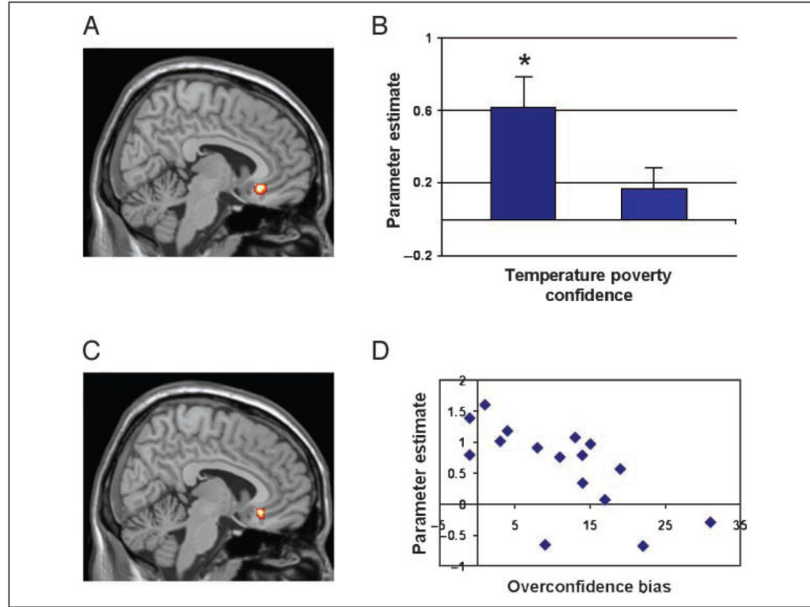 A
B
1
0.6
0.2
–0.2
Parameter estimate
*
Temperature poverty
confidence
C
D
2
1.5
1
0.5
0
–0.5
–1
–5
5
15
25
35
Parameter estimate
Overconfidence bias